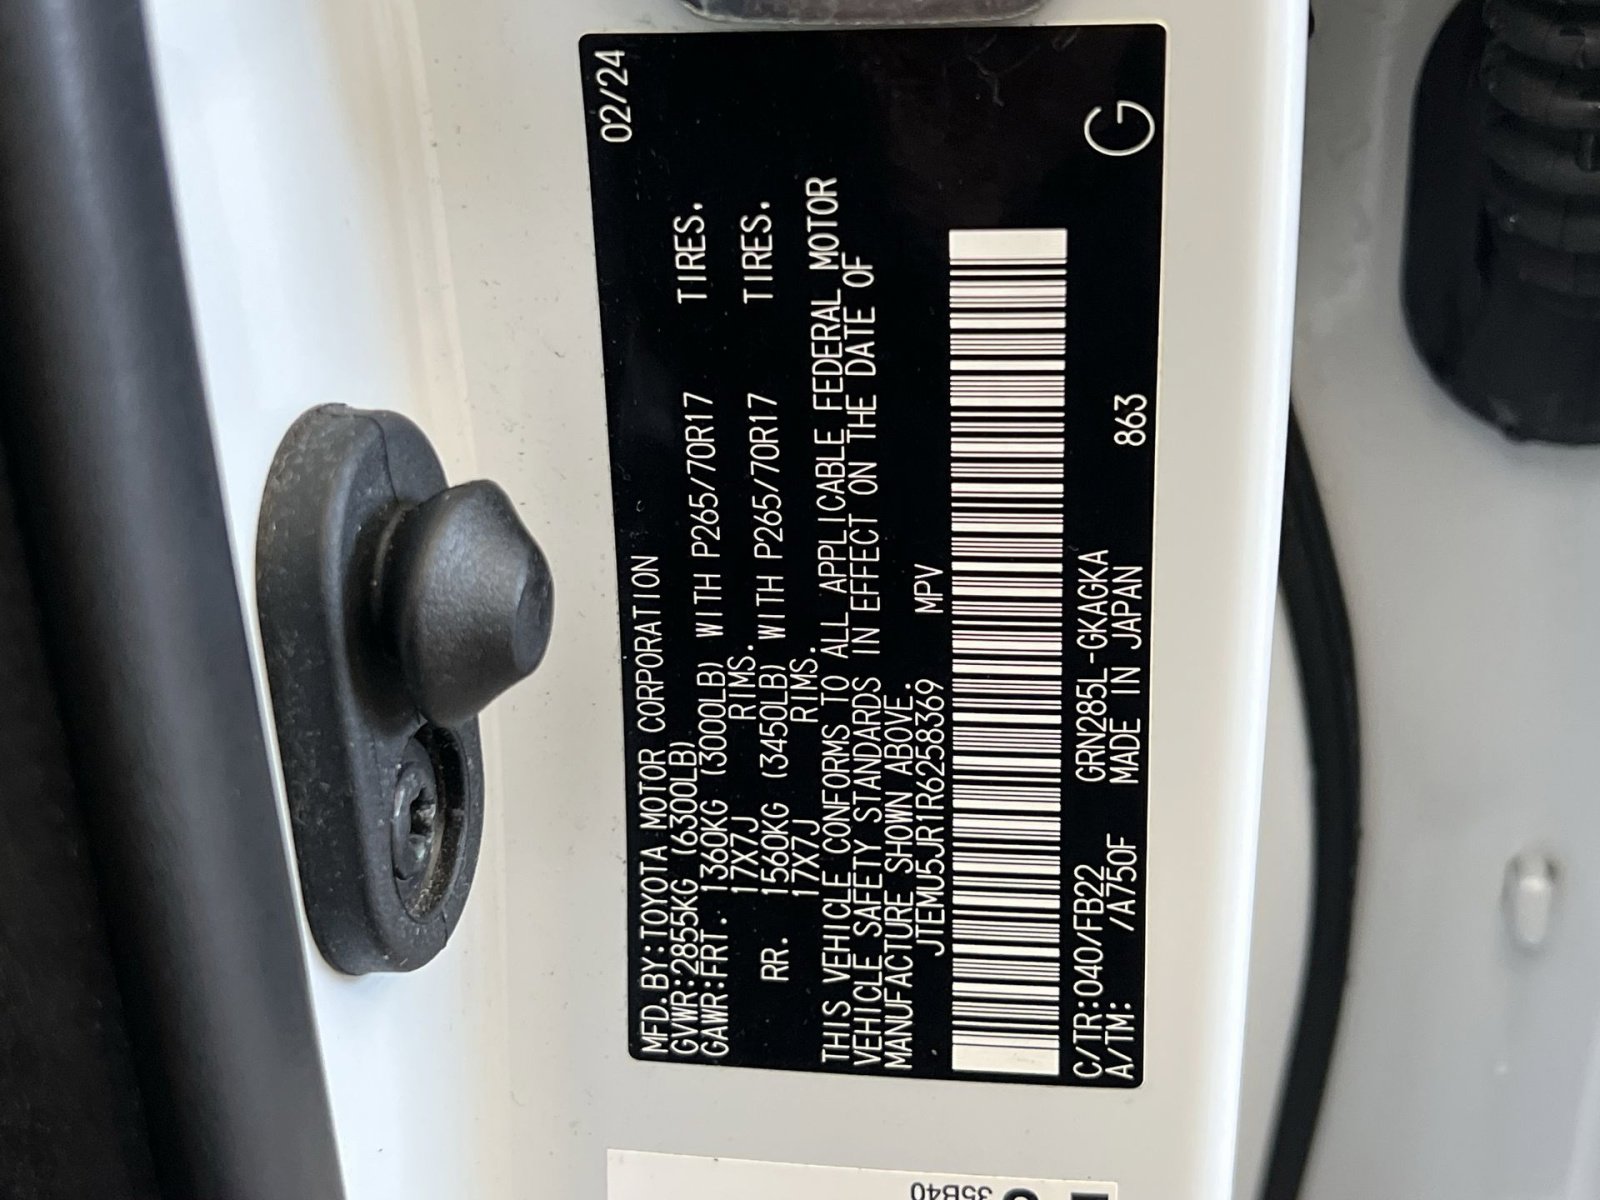 02/24
MFD.BY:TOYOTA MOTOR CORPORATION
GVWR:2855KG (6300LB)
GAWR:FRT. 1360KG (3000LB) WITH P265/70R17 TIRES.
17X7J RIMS.
RR. 1560KG (3450LB) WITH P265/70R17 TIRES.
17X7J RIMS.
THIS VEHICLE CONFORMS TO ALL APPLICABLE FEDERAL MOTOR
VEHICLE SAFETY STANDARDS IN EFFECT ON THE DATE OF
MANUFACTURE SHOWN ABOVE.
JTEMU5JR1R6258369 MPV
C/TR:040/FB22 GRN285L-GKAGKA
A/TM: /A750F MADE IN JAPAN 863
G
35B40